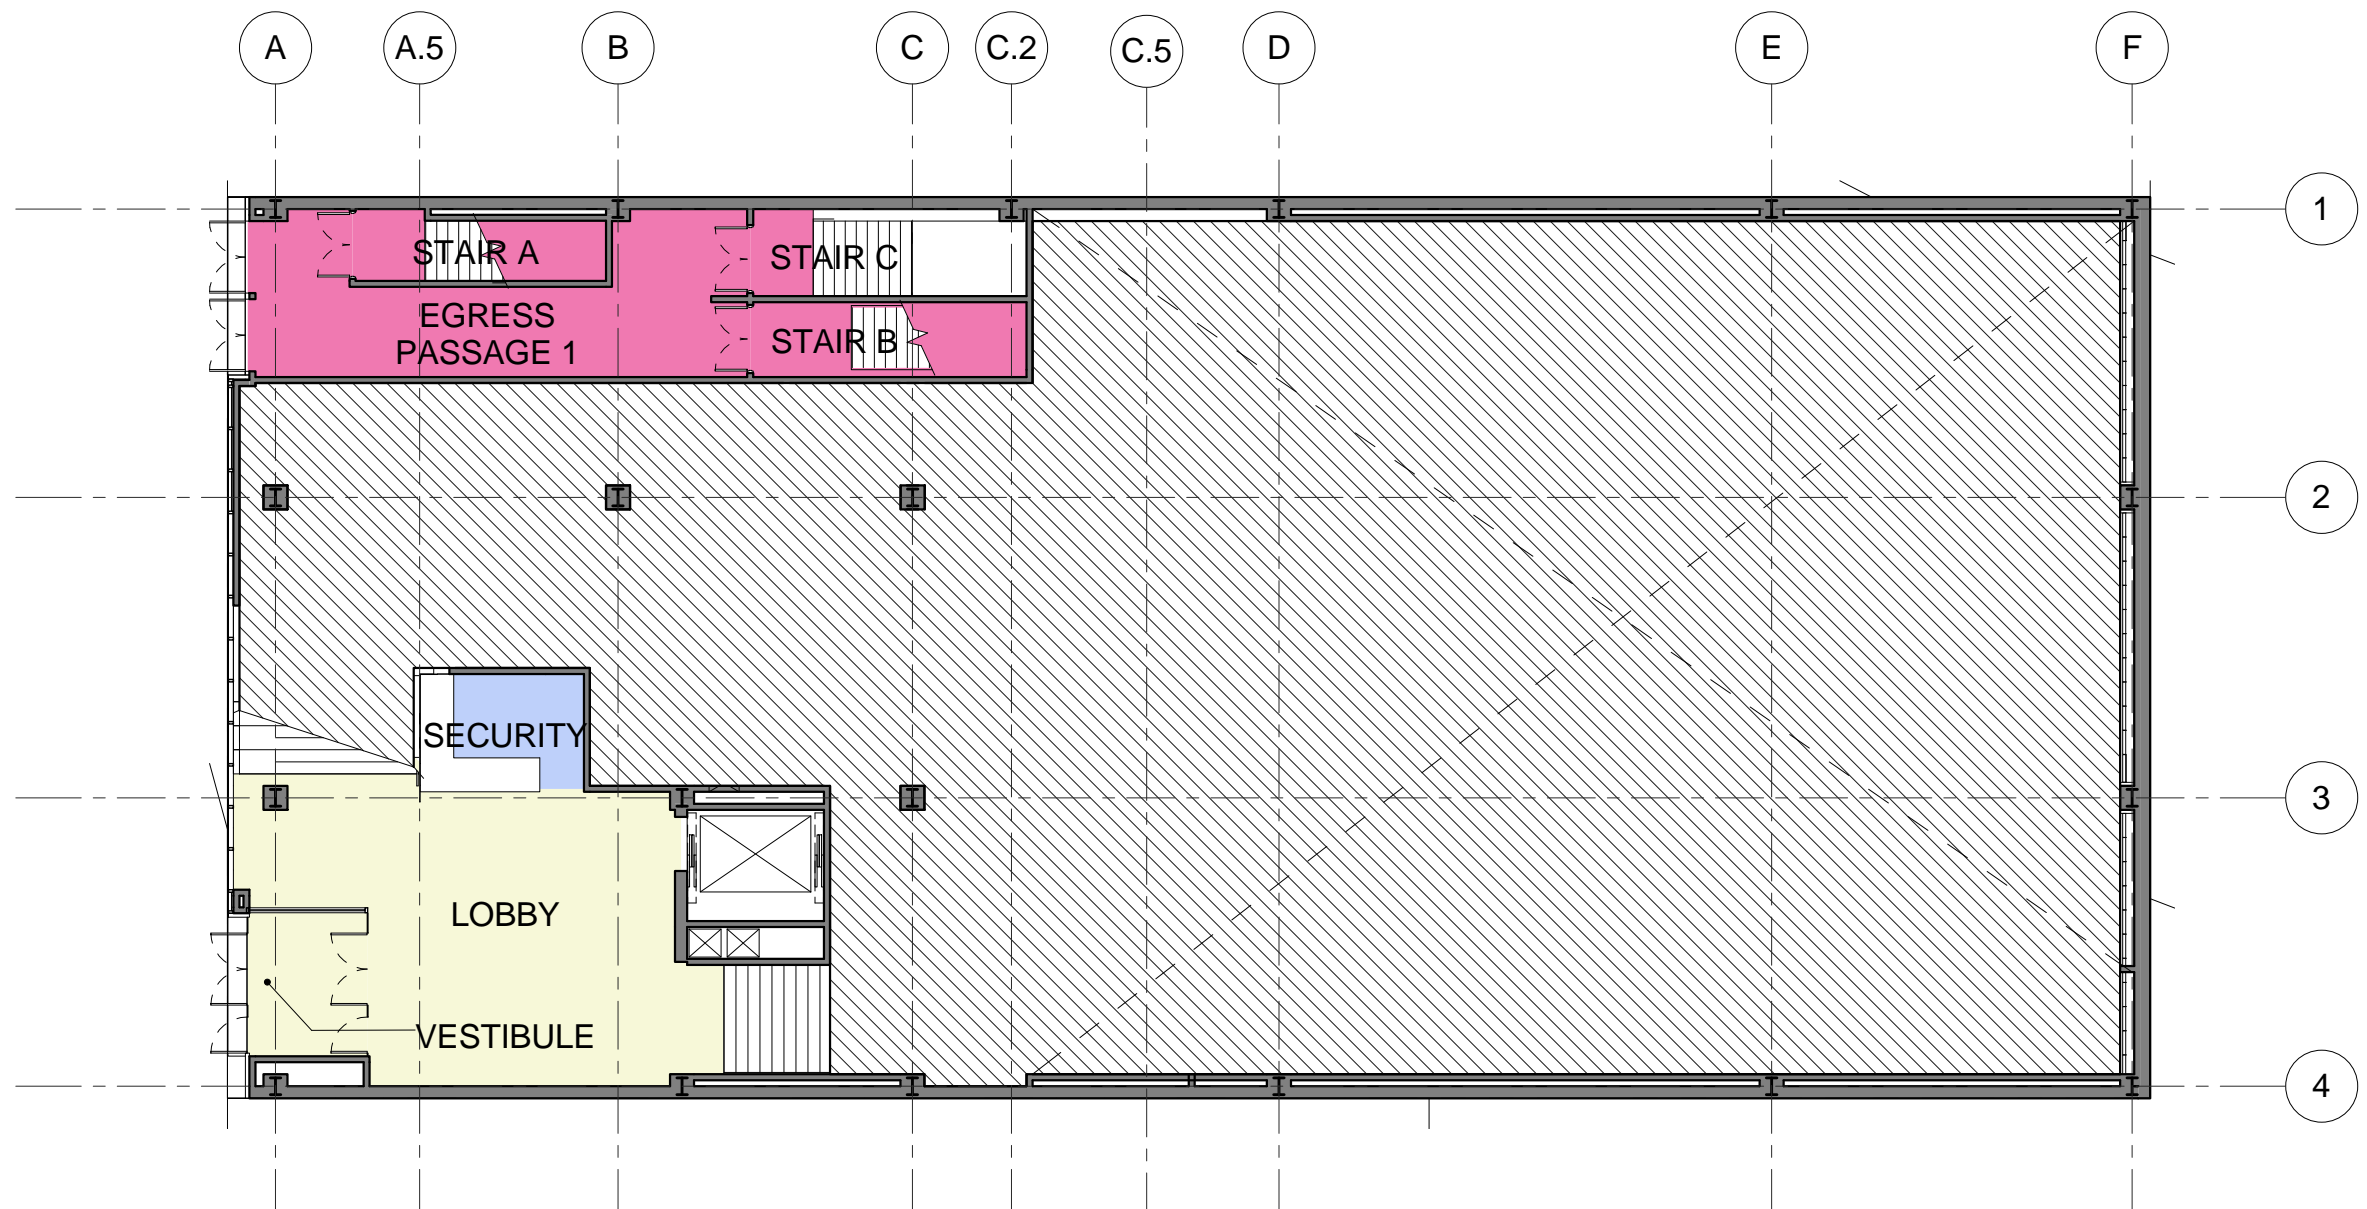 A
A.5
B
C
C.2
C.5
D
E
F
1
STAIR A
STAIR C
EGRESS
PASSAGE 1
STAIR B
2
SECURITY
3
LOBBY
VESTIBULE
4